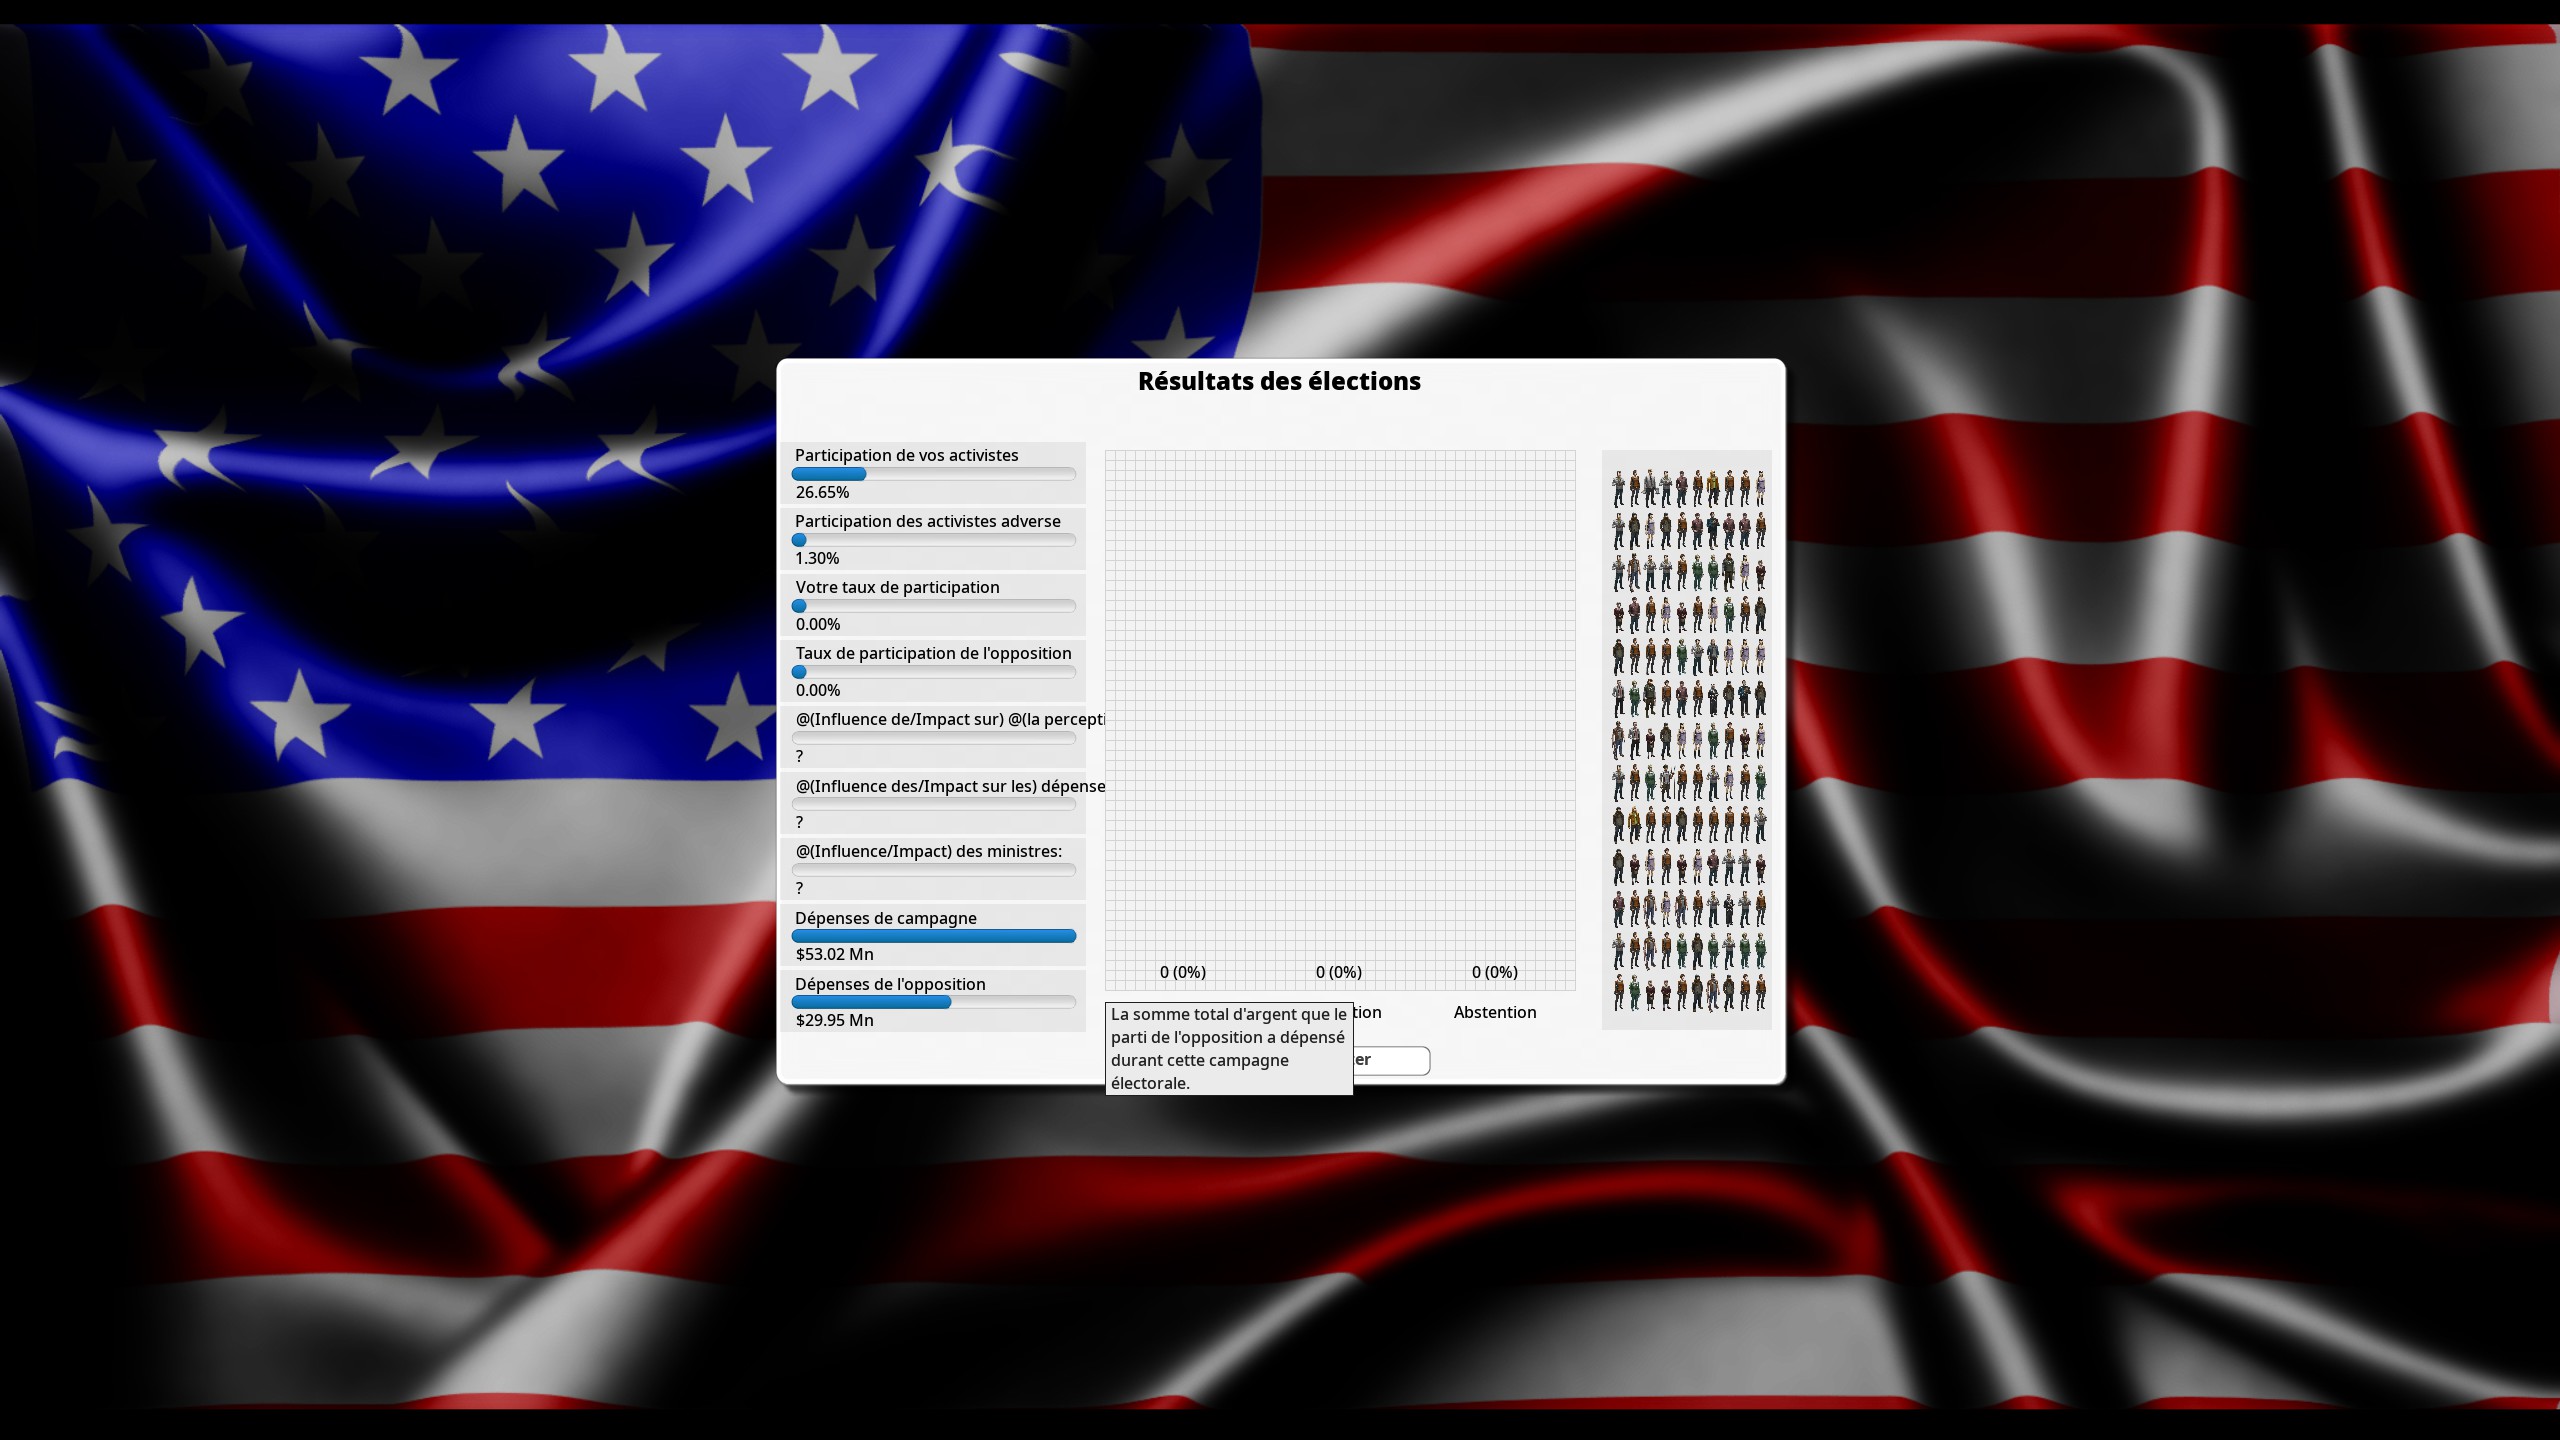 Résultats des élections
Participation de vos activistes
26.65%
Participation des activistes adverse
1.30%
Votre taux de participation
0.00%
Taux de participation de l'opposition
0.00%
@(Influence de/Impact sur) @(la percepti
?
@(Influence des/Impact sur les) dépense
?
@(Influence/Impact) des ministres:
?
Dépenses de campagne
$53.02 Mn
Dépenses de l'opposition
$29.95 Mn
0 (0%) 0 (0%) 0 (0%)
tion Abstention
La somme total d'argent que le
parti de l'opposition a dépensé
durant cette campagne
électorale.
er